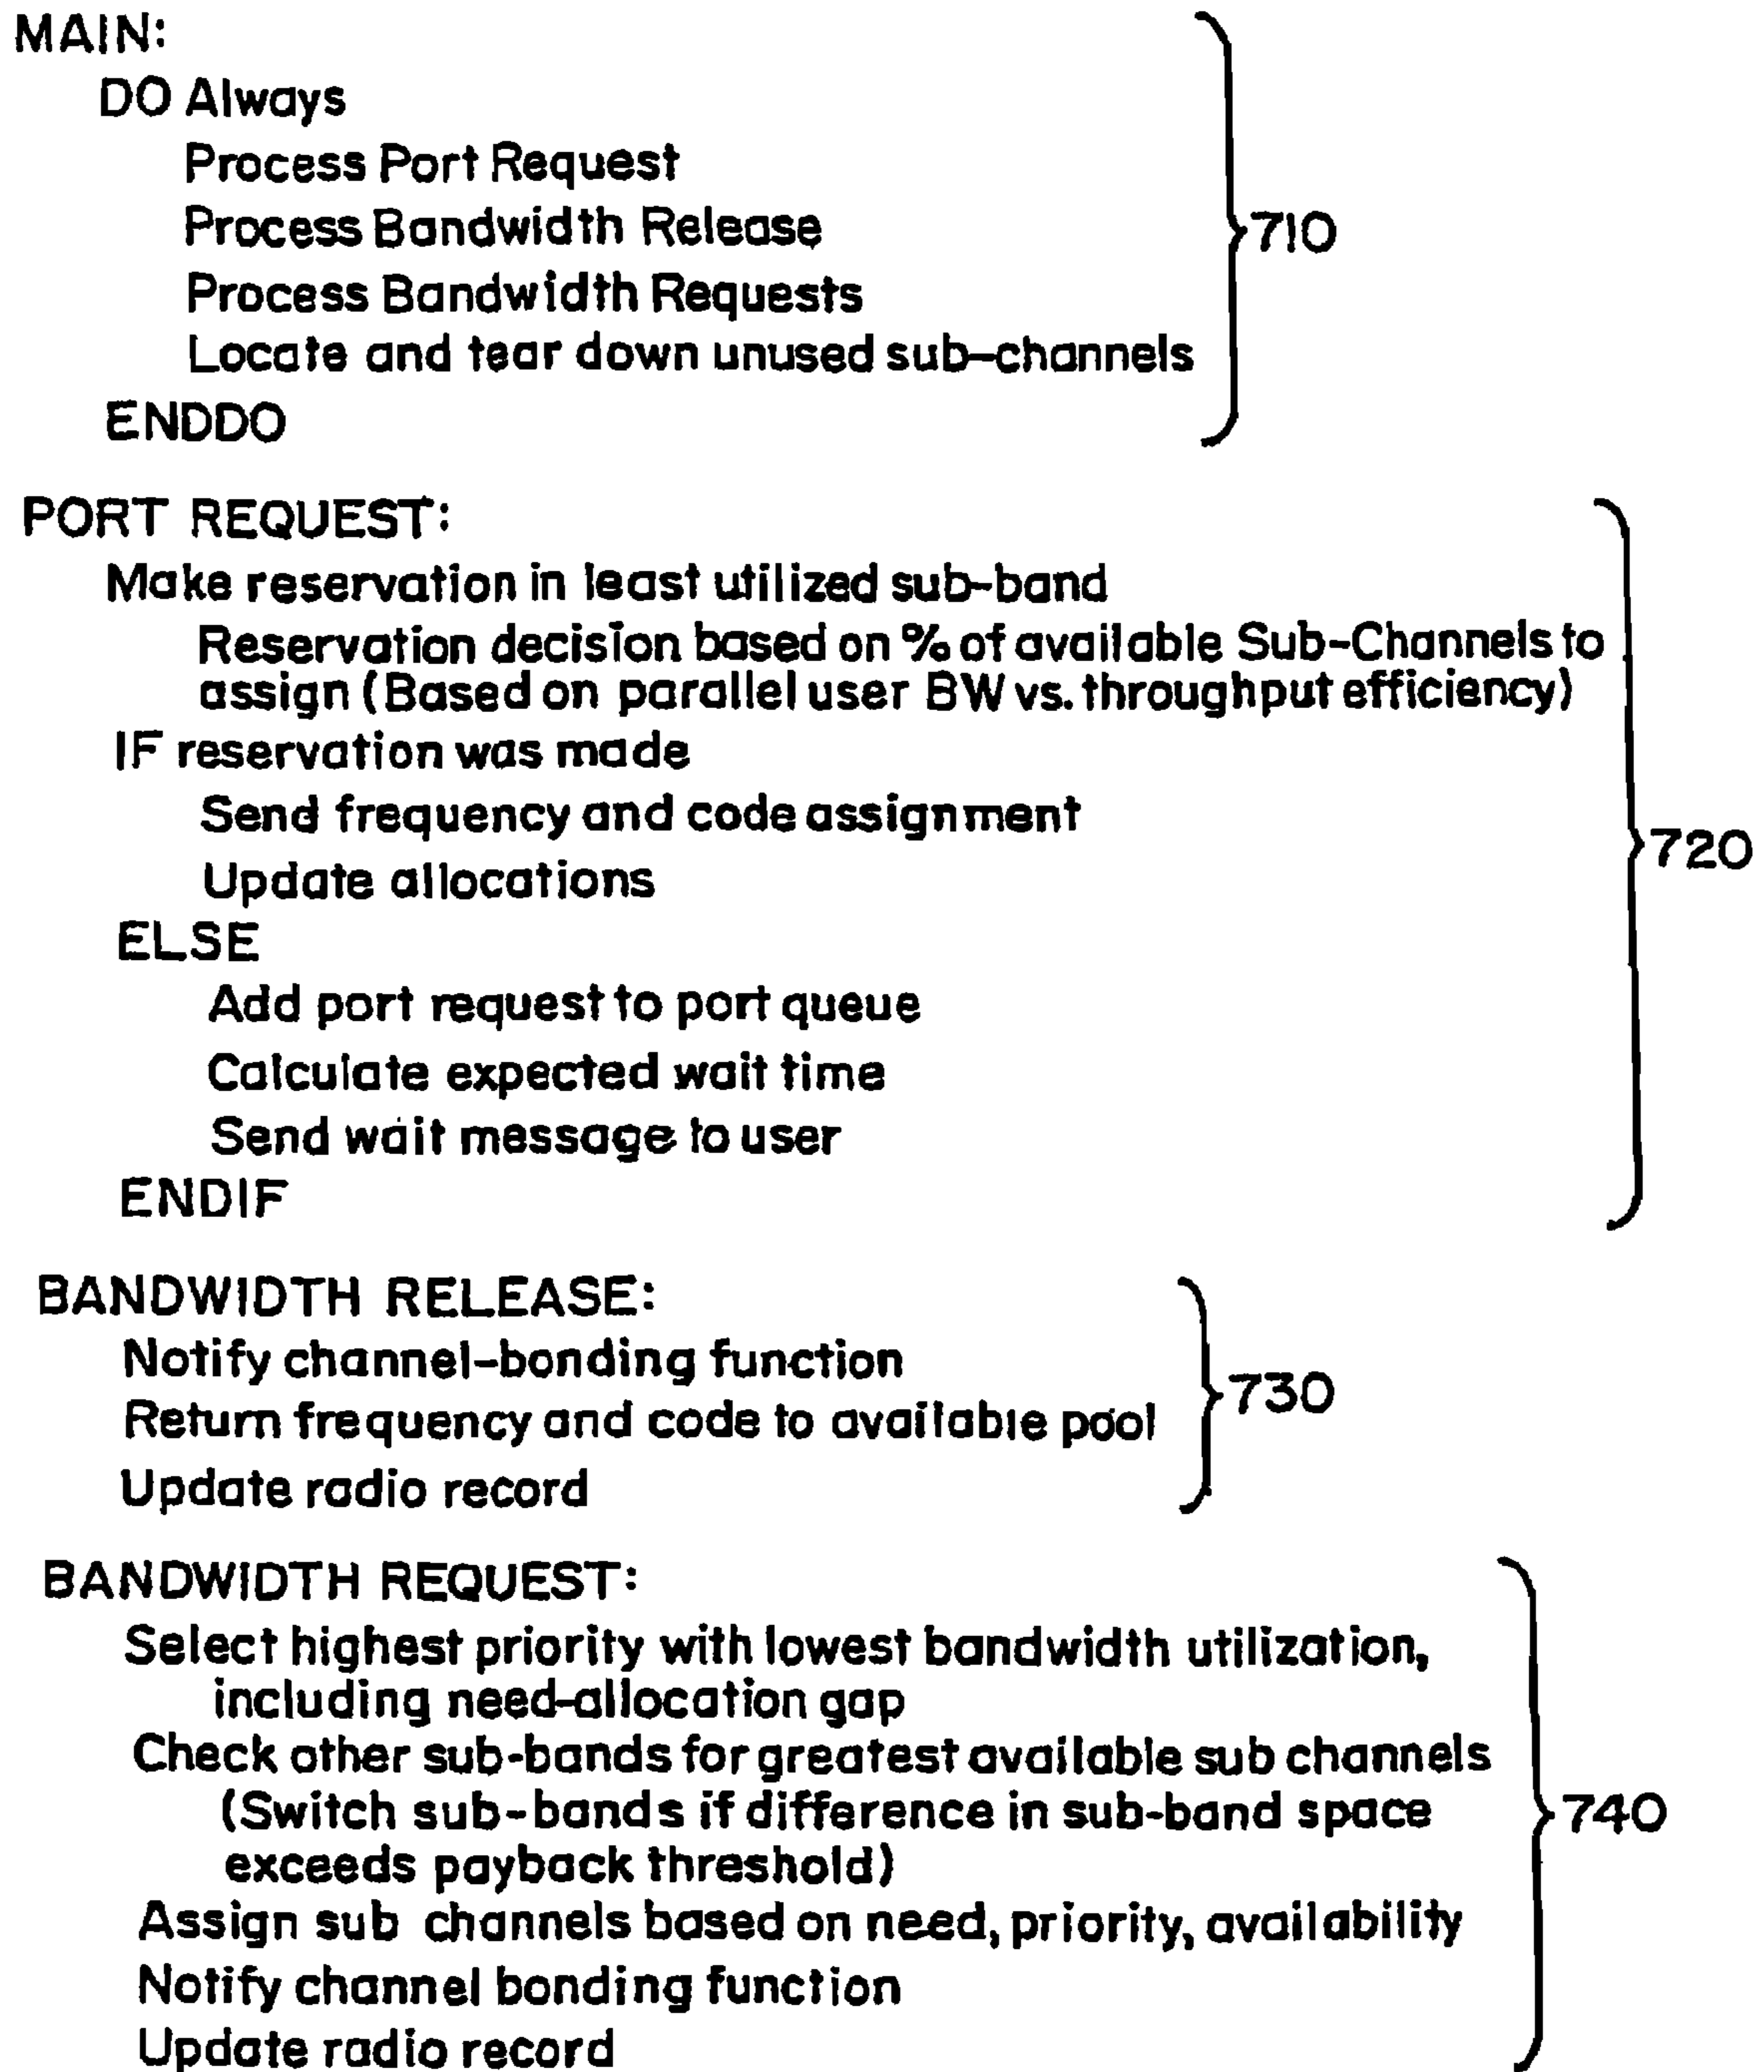 MAIN:
DO Always
Process Port Request
Process Bandwidth Release
Process Bandwidth Requests
Locate and tear down unused sub-channels
ENDDO
710
PORT REQUEST:
Make reservation in least utilized sub-band
Reservation decision based on % of available Sub-Channels to
assign (Based on parallel user BW vs. throughput efficiency)
IF reservation was made
Send frequency and code assignment
Update allocations
ELSE
Add port request to port queue
Calculate expected wait time
Send wait message to user
ENDIF
720
BANDWIDTH RELEASE:
Notify channel-bonding function
Return frequency and code to available pool
Update radio record
730
BANDWIDTH REQUEST:
Select highest priority with lowest bandwidth utilization,
including need-allocation gap
Check other sub-bands for greatest available sub channels
(Switch sub-bands if difference in sub-band space
exceeds payback threshold)
Assign sub channels based on need, priority, availability
Notify channel bonding function
Update radio record
740